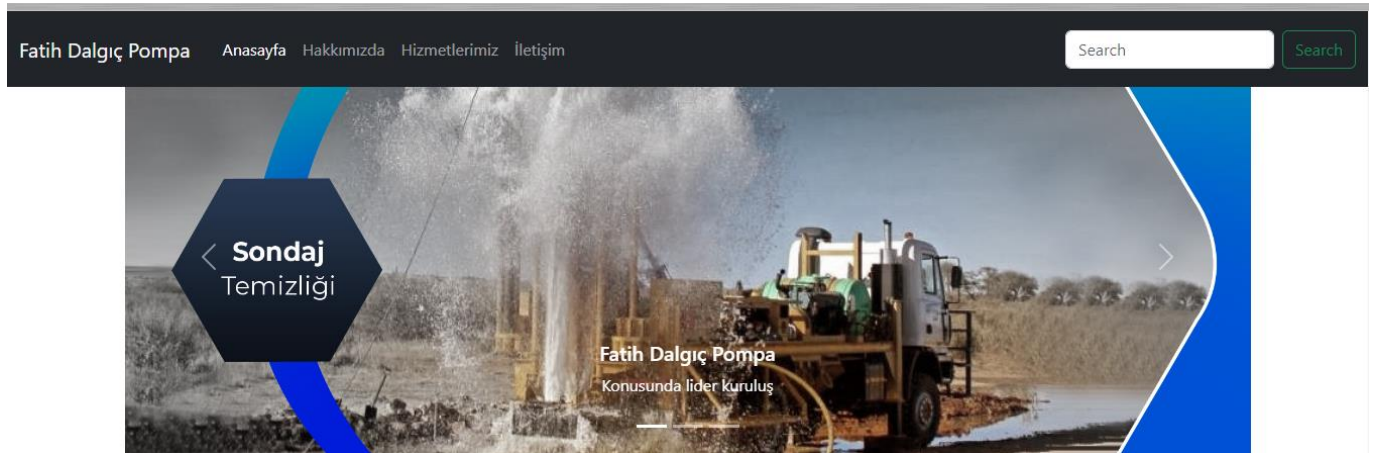 Fatih Dalgıç Pompa Anasayfa Hakkımızda Hizmetlerimiz İletişim Search Search
Sondaj
Temizliği
Fatih Dalgıç Pompa
Konusunda lider kuruluş